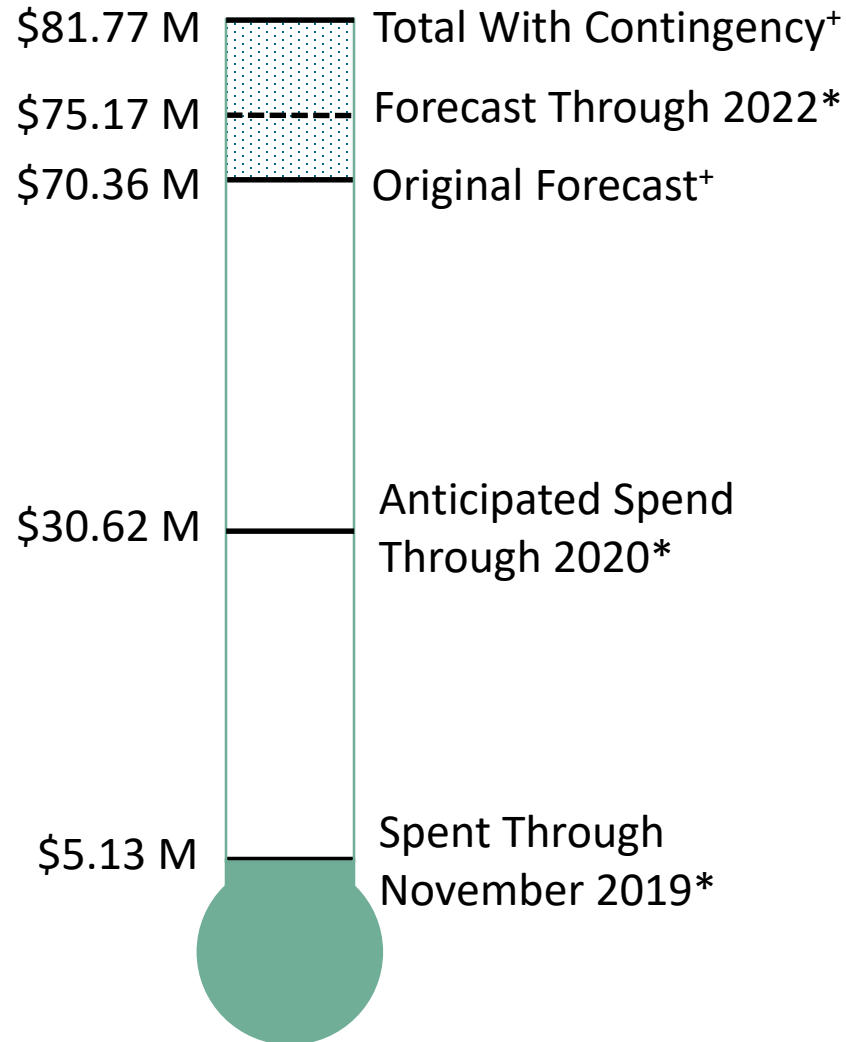 $81.77 M Total With Contingency⁺
$75.17 M Forecast Through 2022*
$70.36 M Original Forecast⁺
$30.62 M Anticipated Spend
Through 2020*
$5.13 M Spent Through
November 2019*